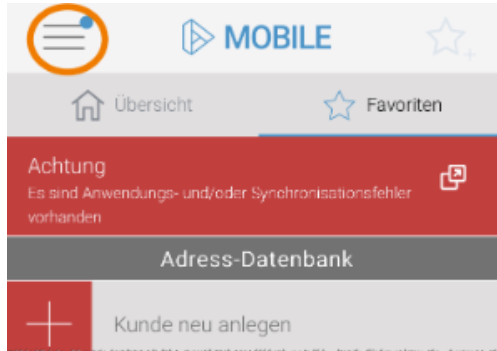 MOBILE
Übersicht
Favoriten
Achtung
Es sind Anwendungs- und/oder Synchronisationsfehler
vorhanden
Adress-Datenbank
Kunde neu anlegen